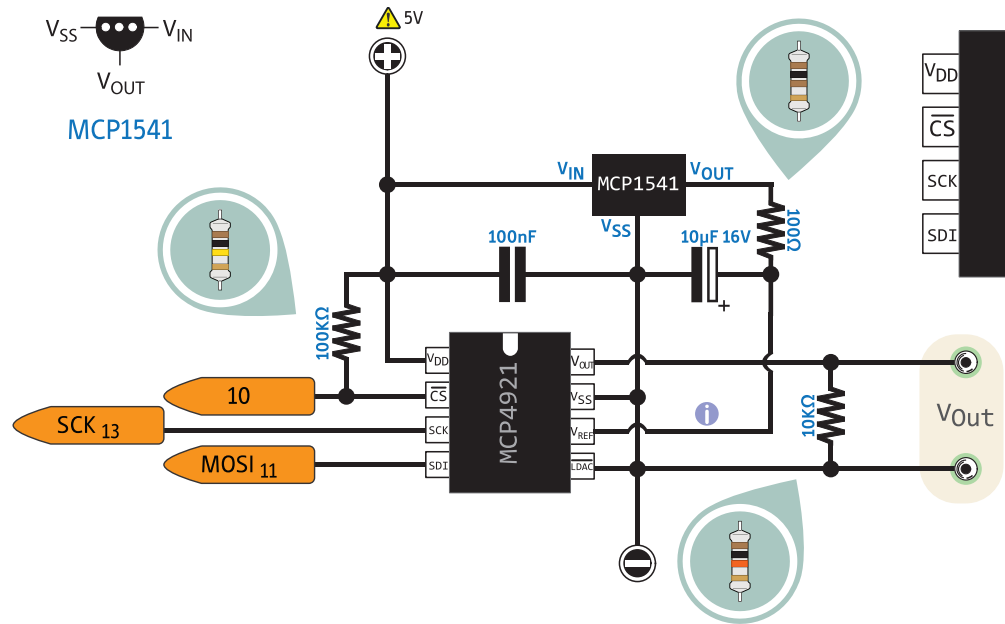 5V
VSS
VIN
VOUT
MCP1541
VDD
CS
SCK
SDI
VIN
MCP1541
VOUT
VSS
100nF
10µF 16V
100Ω
100KΩ
VDD
CS
SCK
SDI
MCP4921
VOUT
VSS
VREF
LDAC
i
10
SCK 13
MOSI 11
10KΩ
VOut